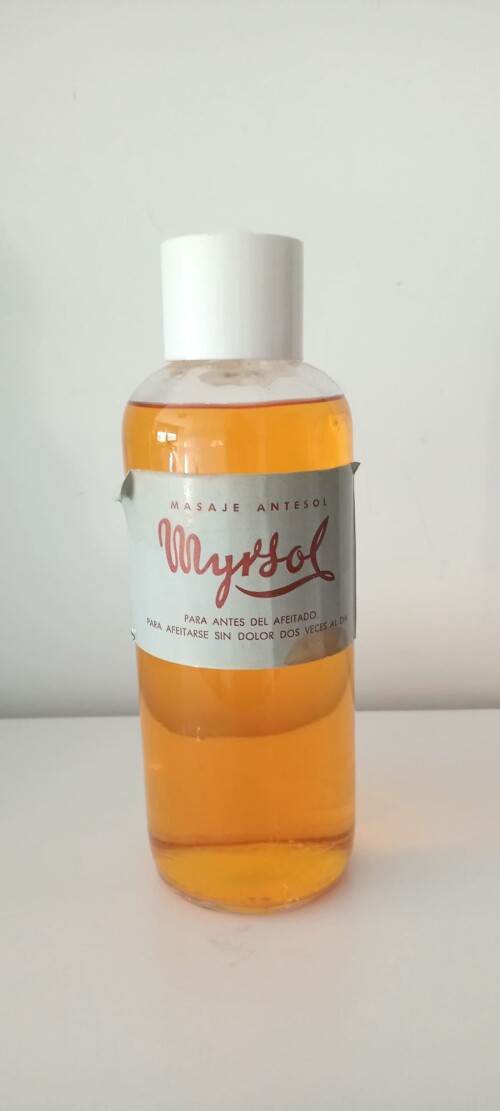 MASAJE ANTESOL
Myrsol
PARA ANTES DEL AFEITADO
PARA AFEITARSE SIN DOLOR DOS VECES AL DIA